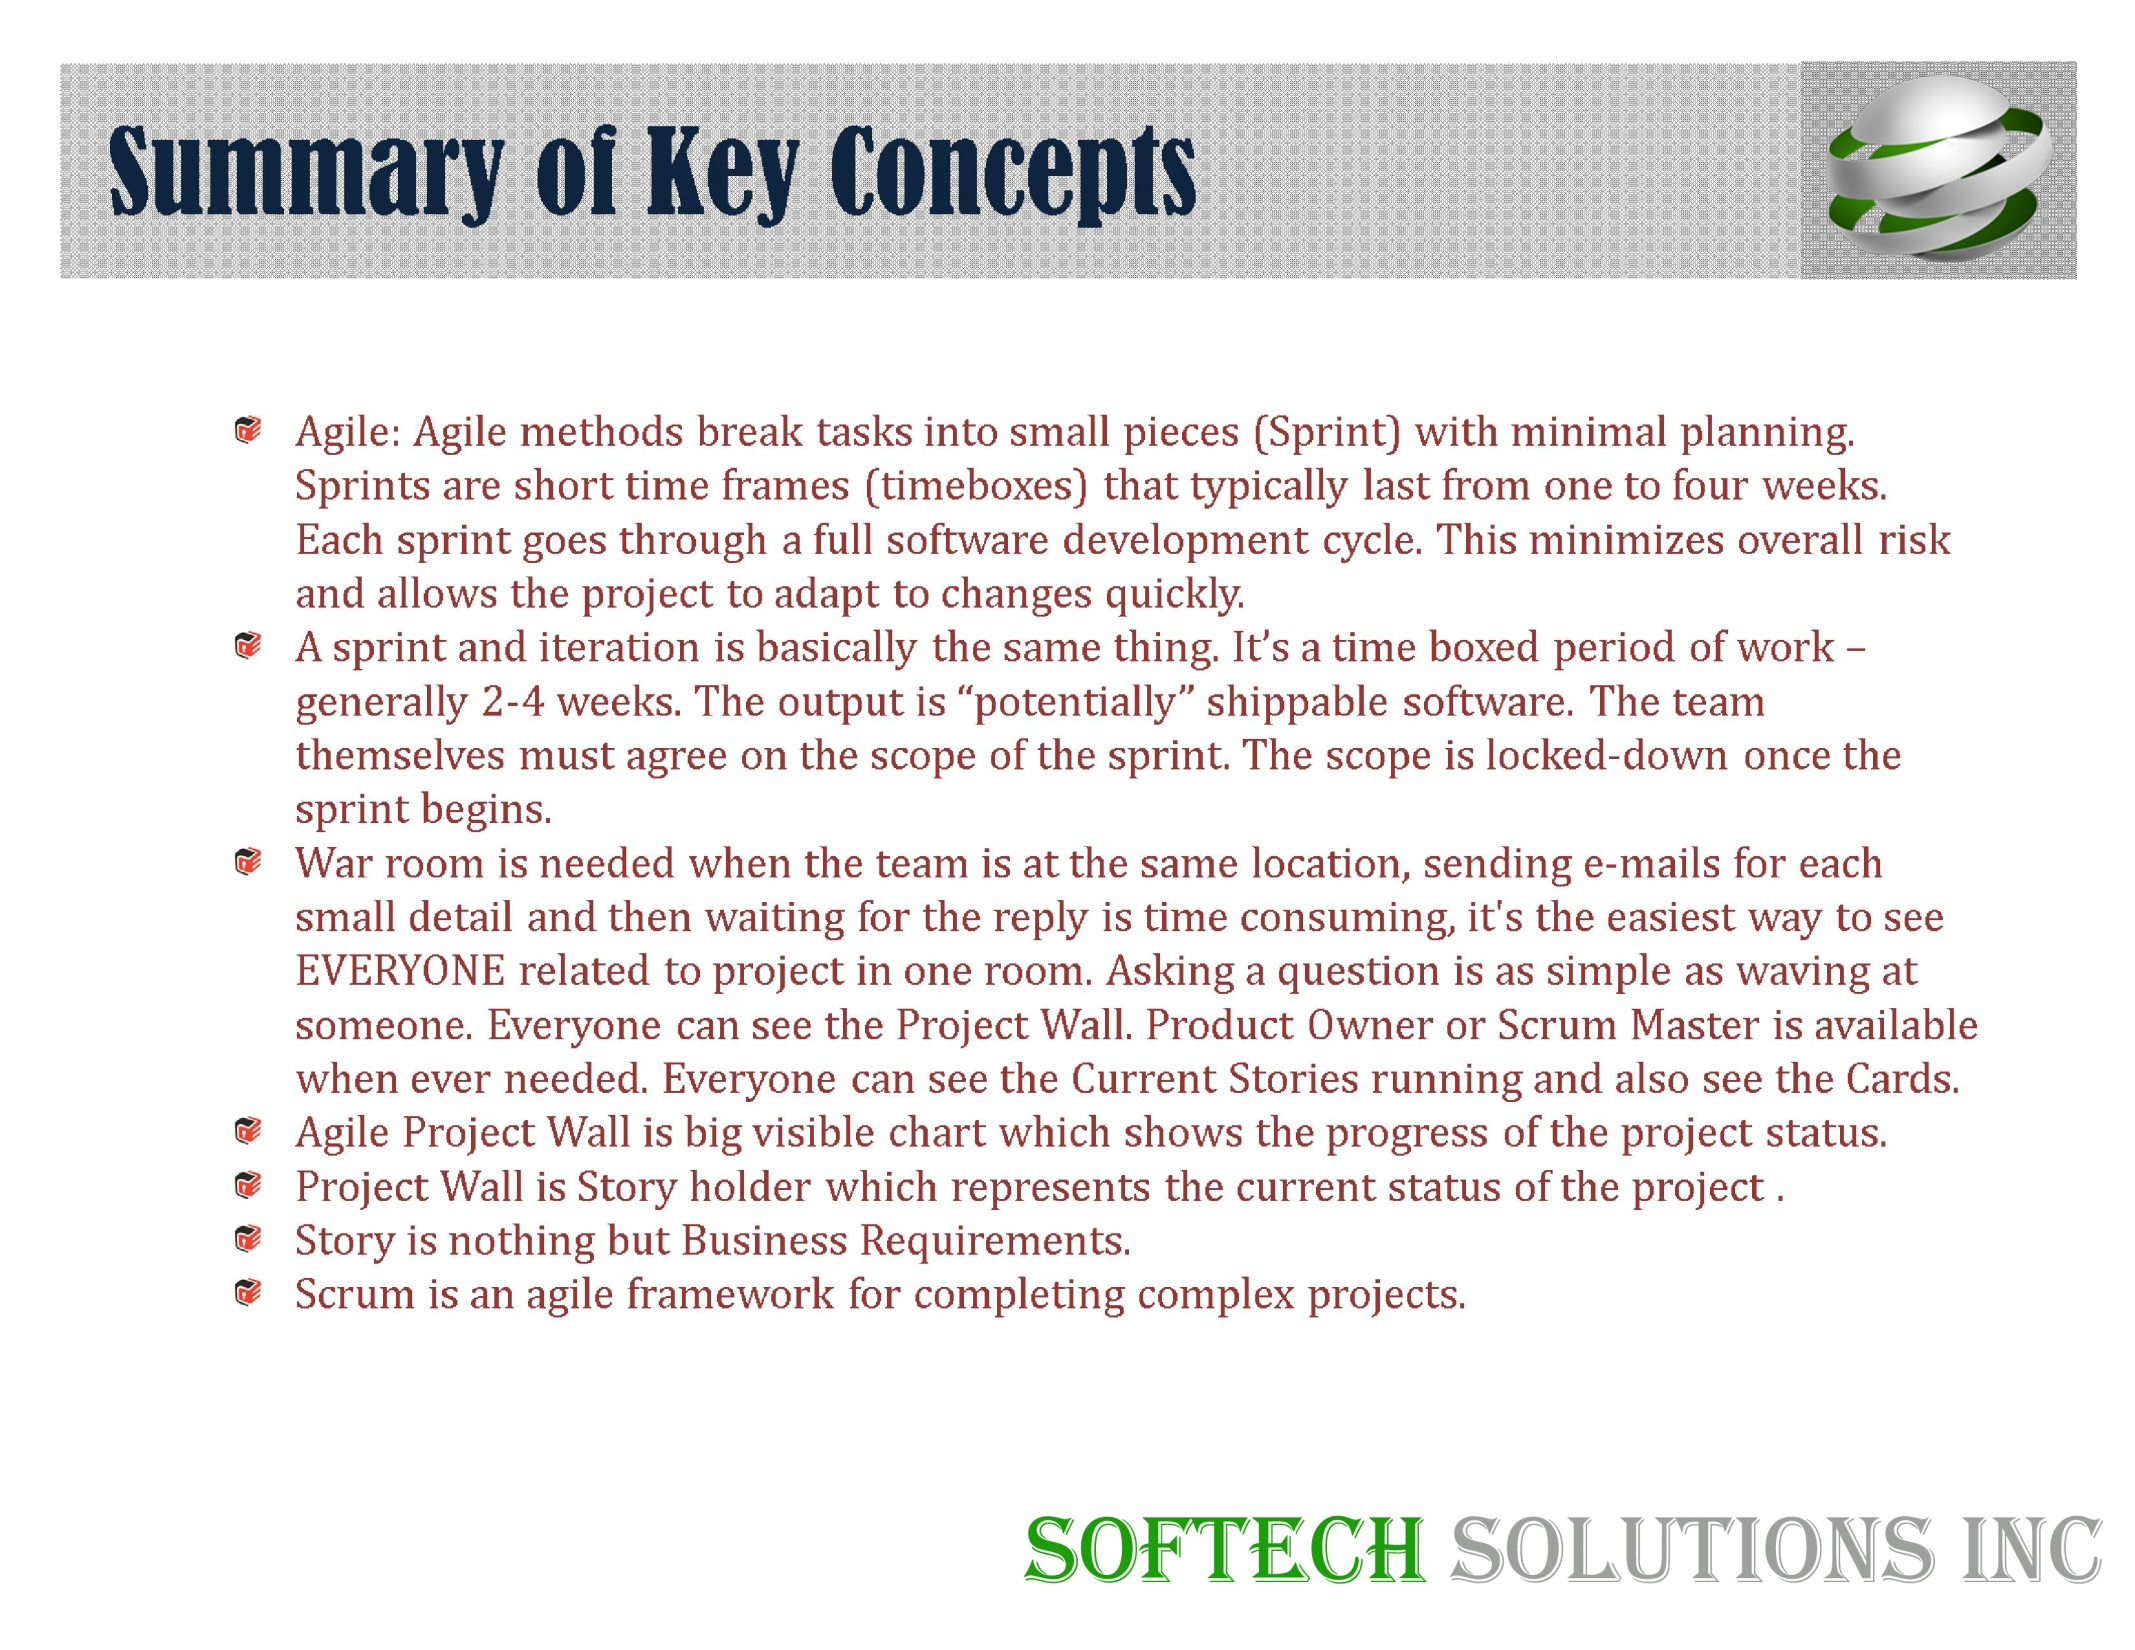 Summary of Key Concepts
Agile: Agile methods break tasks into small pieces (Sprint) with minimal planning.
Sprints are short time frames (timeboxes) that typically last from one to four weeks.
Each sprint goes through a full software development cycle. This minimizes overall risk
and allows the project to adapt to changes quickly.
A sprint and iteration is basically the same thing. It’s a time boxed period of work –
generally 2-4 weeks. The output is “potentially” shippable software. The team
themselves must agree on the scope of the sprint. The scope is locked-down once the
sprint begins.
War room is needed when the team is at the same location, sending e-mails for each
small detail and then waiting for the reply is time consuming, it's the easiest way to see
EVERYONE related to project in one room. Asking a question is as simple as waving at
someone. Everyone can see the Project Wall. Product Owner or Scrum Master is available
when ever needed. Everyone can see the Current Stories running and also see the Cards.
Agile Project Wall is big visible chart which shows the progress of the project status.
Project Wall is Story holder which represents the current status of the project .
Story is nothing but Business Requirements.
Scrum is an agile framework for completing complex projects.
SOFTECH SOLUTIONS INC